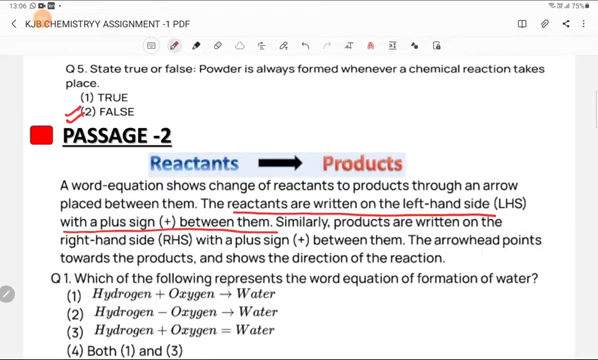 13:06
75%
KJB CHEMISTRYY ASSIGNMENT -1 PDF
Q 5. State true or false: Powder is always formed whenever a chemical reaction takes
place.
(1) TRUE
(2) FALSE
PASSAGE -2
Reactants → Products
A word-equation shows change of reactants to products through an arrow
placed between them. The reactants are written on the left-hand side (LHS)
with a plus sign (+) between them. Similarly, products are written on the
right-hand side (RHS) with a plus sign (+) between them. The arrowhead points
towards the products, and shows the direction of the reaction.
Q 1. Which of the following represents the word equation of formation of water?
(1) Hydrogen + Oxygen → Water
(2) Hydrogen − Oxygen → Water
(3) Hydrogen + Oxygen = Water
(4) Both (1) and (3)